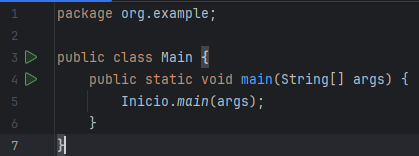 1 package org.example;
2
3 public class Main {
4 public static void main(String[] args) {
5 Inicio.main(args);
6 }
7 }